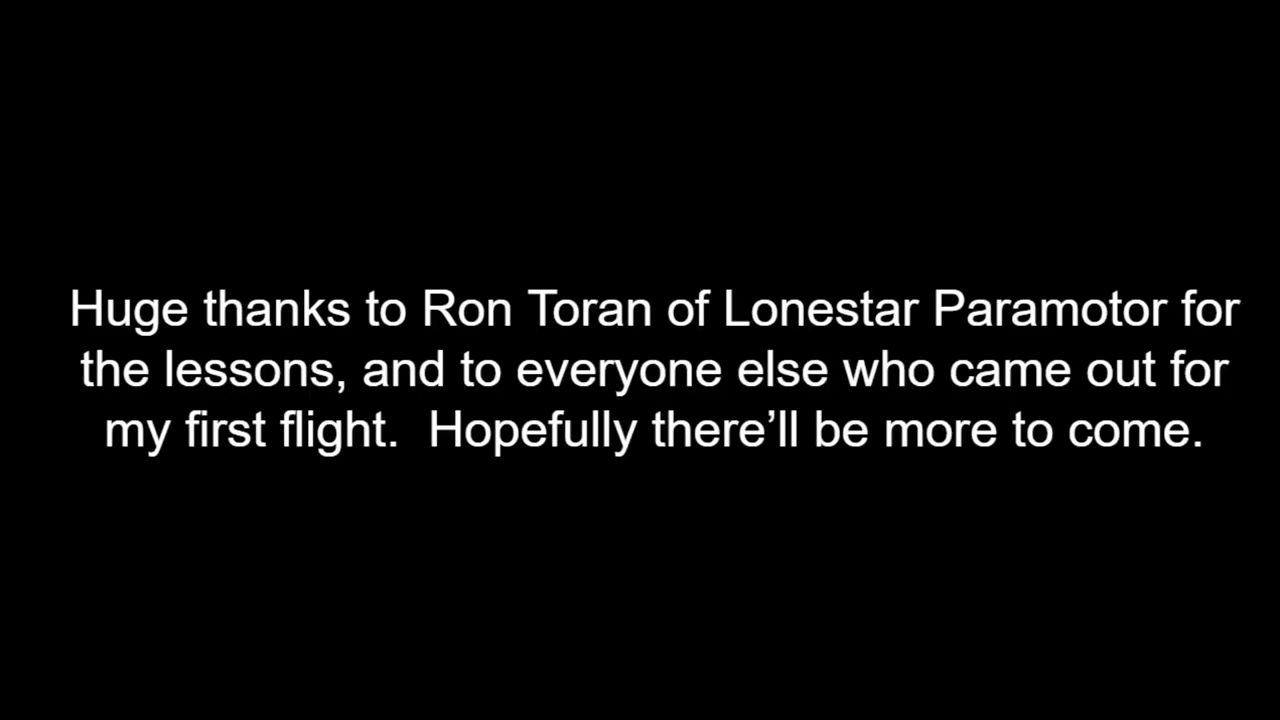 Huge thanks to Ron Toran of Lonestar Paramotor for
the lessons, and to everyone else who came out for
my first flight.  Hopefully there’ll be more to come.